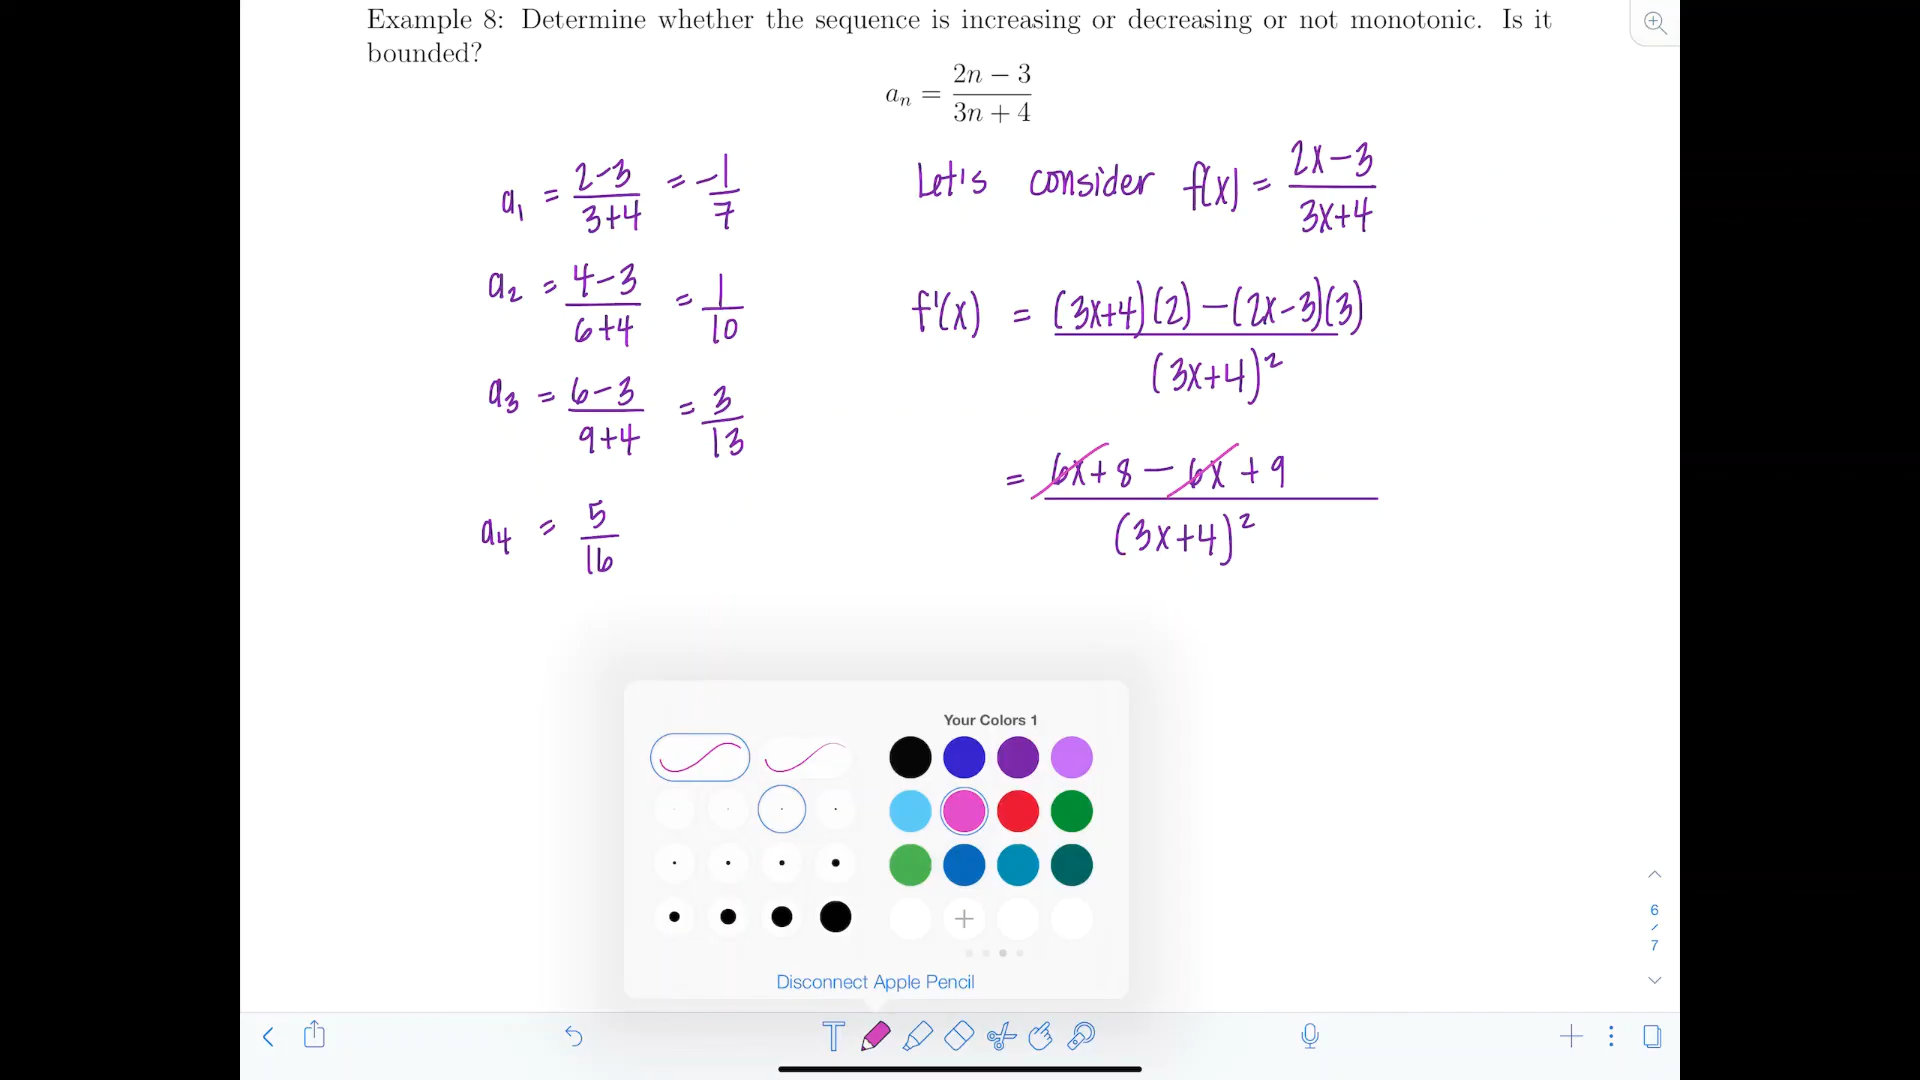 Example 8: Determine whether the sequence is increasing or decreasing or not monotonic. Is it
bounded?
aₙ = (2n − 3)/(3n + 4)
a₁ = (2−3)/(3+4) = −1/7
a₂ = (4−3)/(6+4) = 1/10
a₃ = (6−3)/(9+4) = 3/13
a₄ = 5/16
Let's consider f(x) = (2x−3)/(3x+4)
f'(x) = ((3x+4)(2) − (2x−3)(3))/(3x+4)²
= (6x+8 − 6x + 9)/(3x+4)²
Your Colors 1
Disconnect Apple Pencil
6
/
7
T